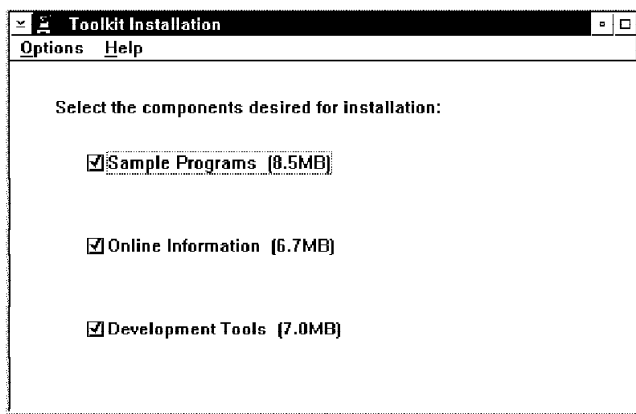 Toolkit Installation
Options Help
Select the components desired for installation:
Sample Programs (8.5MB)
Online Information (6.7MB)
Development Tools (7.0MB)